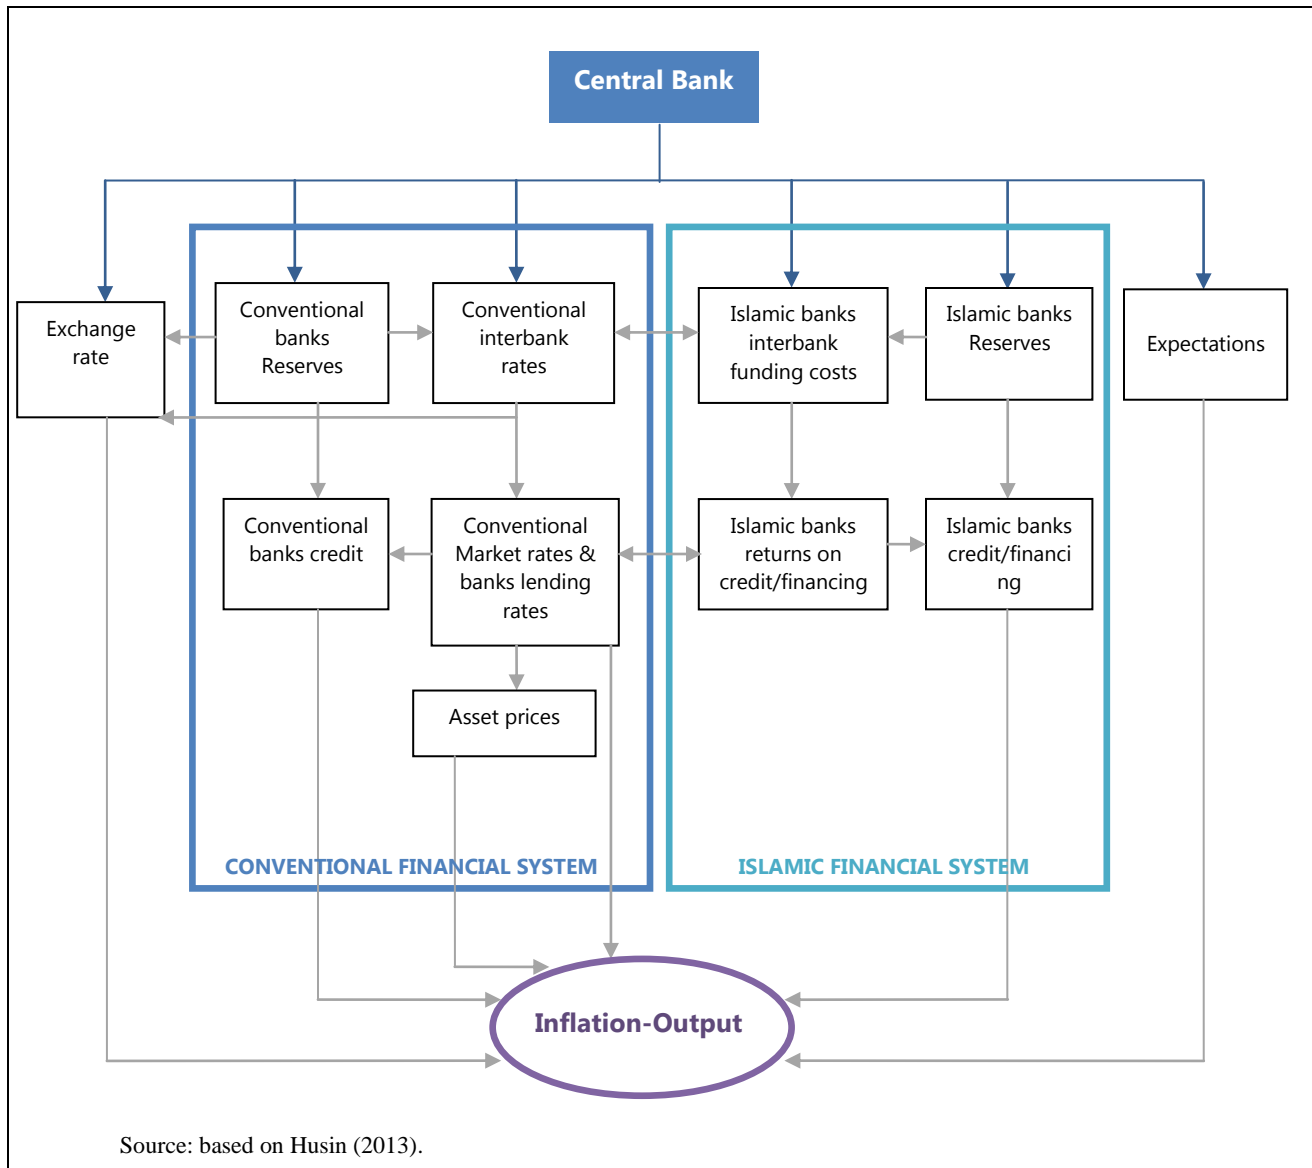 Central Bank
Exchange
rate
Conventional
banks
Reserves
Conventional
interbank
rates
Islamic banks
interbank
funding costs
Islamic banks
Reserves
Expectations
Conventional
banks credit
Conventional
Market rates &
banks lending
rates
Islamic banks
returns on
credit/financing
Islamic banks
credit/financi
ng
Asset prices
CONVENTIONAL FINANCIAL SYSTEM
ISLAMIC FINANCIAL SYSTEM
Inflation-Output
Source: based on Husin (2013).